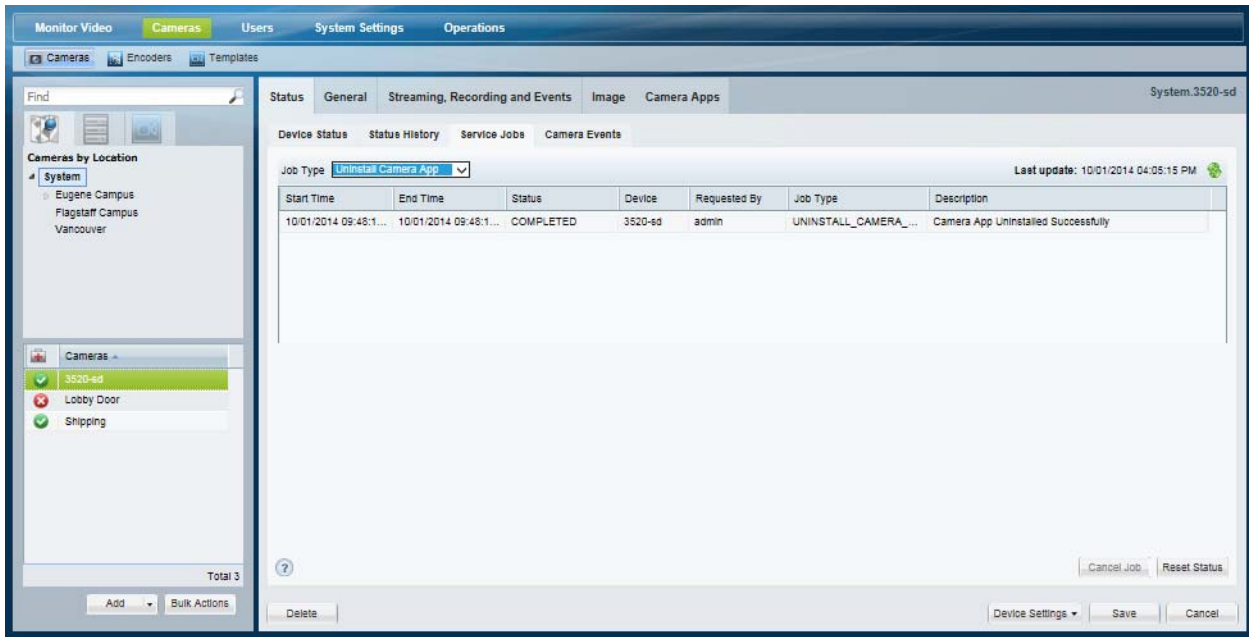 Monitor Video Cameras Users System Settings Operations
Cameras Encoders Templates
Find
Cameras by Location
System
Eugene Campus
Flagstaff Campus
Vancouver
Cameras
3520-sd
Lobby Door
Shipping
Total 3
Add Bulk Actions
Status General Streaming, Recording and Events Image Camera Apps
System.3520-sd
Device Status Status History Service Jobs Camera Events
Job Type Uninstall Camera App
Last update: 10/01/2014 04:05:15 PM
Start Time End Time Status Device Requested By Job Type Description
10/01/2014 09:48:1... 10/01/2014 09:48:1... COMPLETED 3520-sd admin UNINSTALL_CAMERA_... Camera App Uninstalled Successfully
?
Cancel Job Reset Status
Delete
Device Settings Save Cancel